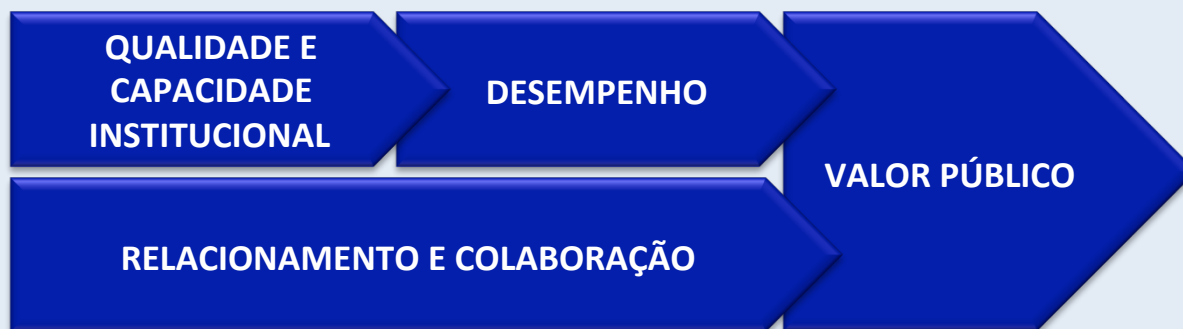 QUALIDADE E
CAPACIDADE
INSTITUCIONAL
DESEMPENHO
VALOR PÚBLICO
RELACIONAMENTO E COLABORAÇÃO